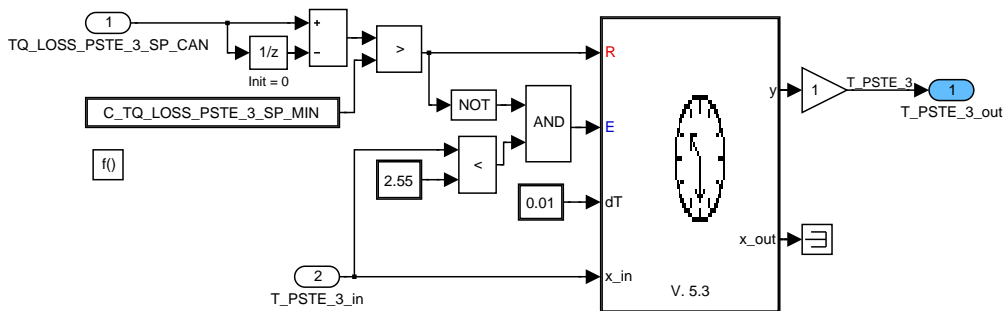 1
TQ_LOSS_PSTE_3_SP_CAN
+
−
1/z
Init = 0
>
C_TQ_LOSS_PSTE_3_SP_MIN
f()
NOT
AND
<
2.55
0.01
2
T_PSTE_3_in
R
E
dT
x_in
y
x_out
V. 5.3
1
T_PSTE_3
1
T_PSTE_3_out